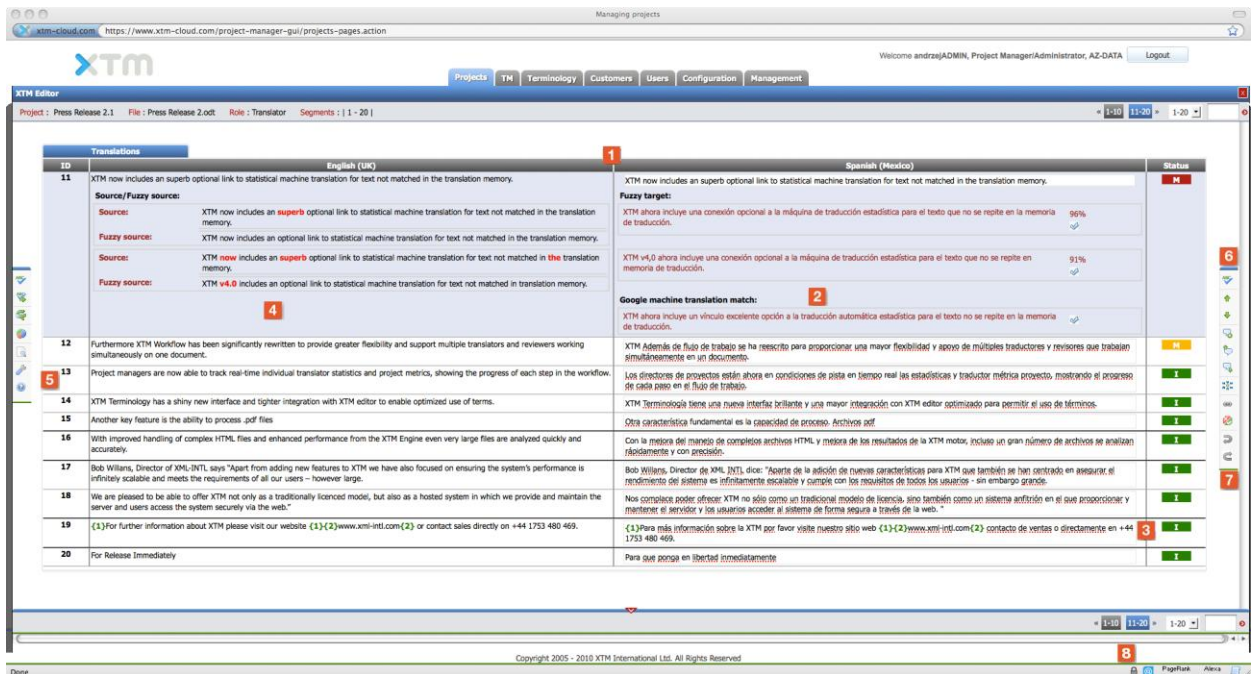 Managing projects
xtm-cloud.com https://www.xtm-cloud.com/project-manager-gui/projects-pages.action
XTM
Welcome andrzejADMIN, Project Manager/Administrator, AZ-DATA Logout
Projects TM Terminology Customers Users Configuration Management
XTM Editor
Project : Press Release 2.1 File : Press Release 2.odt Role : Translator Segments : | 1 - 20 |
« 1-10 11-20 » 1-20
Translations
1
ID English (UK) Spanish (Mexico) Status
11 XTM now includes an superb optional link to statistical machine translation for text not matched in the translation memory.
XTM now includes an superb optional link to statistical machine translation for text not matched in the translation memory.
M
Source/Fuzzy source:
Fuzzy target:
Source: XTM now includes an superb optional link to statistical machine translation for text not matched in the translation
memory.
Fuzzy source: XTM now includes an optional link to statistical machine translation for text not matched in the translation memory.
XTM ahora incluye una conexión opcional a la máquina de traducción estadística para el texto que no se repite en la memoria
de traducción.
96%
Source: XTM now includes an superb optional link to statistical machine translation for text not matched in the translation
memory.
Fuzzy source: XTM v4.0 includes an optional link to statistical machine translation for text not matched in translation memory.
XTM v4,0 ahora incluye una conexión opcional a la máquina de traducción estadística para el texto que no se repite en
memoria de traducción.
91%
6
4
Google machine translation match:
2
XTM ahora incluye un vínculo excelente opción a la traducción automática estadística para el texto no se repite en la memoria
de traducción.
12 Furthermore XTM Workflow has been significantly rewritten to provide greater flexibility and support multiple translators and reviewers working
simultaneously on one document.
XTM Además de flujo de trabajo se ha reescrito para proporcionar una mayor flexibilidad y apoyo de múltiples traductores y revisores que trabajan
simultáneamente en un documento.
M
5
13 Project managers are now able to track real-time individual translator statistics and project metrics, showing the progress of each step in the workflow.
Los directores de proyectos están ahora en condiciones de pista en tiempo real las estadísticas y traductor métrica proyecto, mostrando el progreso
de cada paso en el flujo de trabajo.
I
14 XTM Terminology has a shiny new interface and tighter integration with XTM editor to enable optimized use of terms.
XTM Terminología tiene una nueva interfaz brillante y una mayor integración con XTM editor optimizado para permitir el uso de términos.
I
15 Another key feature is the ability to process .pdf files
Otra característica fundamental es la capacidad de proceso. Archivos pdf
I
16 With improved handling of complex HTML files and enhanced performance from the XTM Engine even very large files are analyzed quickly and
accurately.
Con la mejora del manejo de complejos archivos HTML y mejora de los resultados de la XTM motor, incluso un gran número de archivos se analizan
rápidamente y con precisión.
I
17 Bob Willans, Director of XML-INTL says "Apart from adding new features to XTM we have also focused on ensuring the system's performance is
infinitely scalable and meets the requirements of all our users – however large.
Bob Willans, Director de XML INTL dice: "Aparte de la adición de nuevas características para XTM que también se han centrado en asegurar el
rendimiento del sistema es infinitamente escalable y cumple con los requisitos de todos los usuarios - sin embargo grande.
I
7
18 We are pleased to be able to offer XTM not only as a traditionally licenced model, but also as a hosted system in which we provide and maintain the
server and users access the system securely via the web."
Nos complace poder ofrecer XTM no sólo como un tradicional modelo de licencia, sino también como un sistema anfitrión en el que proporcionar y
mantener el servidor y los usuarios acceder al sistema de forma segura a través de la web. "
I
19 {1}For further information about XTM please visit our website {1}{2}www.xml-intl.com{2} or contact sales directly on +44 1753 480 469.
{1}Para más información sobre la XTM por favor visite nuestro sitio web {1}{2}www.xml-intl.com{2} contacto de ventas o directamente en +44
1753 480 469.
3
I
20 For Release Immediately
Para que ponga en libertad inmediatamente
I
« 1-10 11-20 » 1-20
Copyright 2005 - 2010 XTM International Ltd. All Rights Reserved
8
Done PageRank Alexa